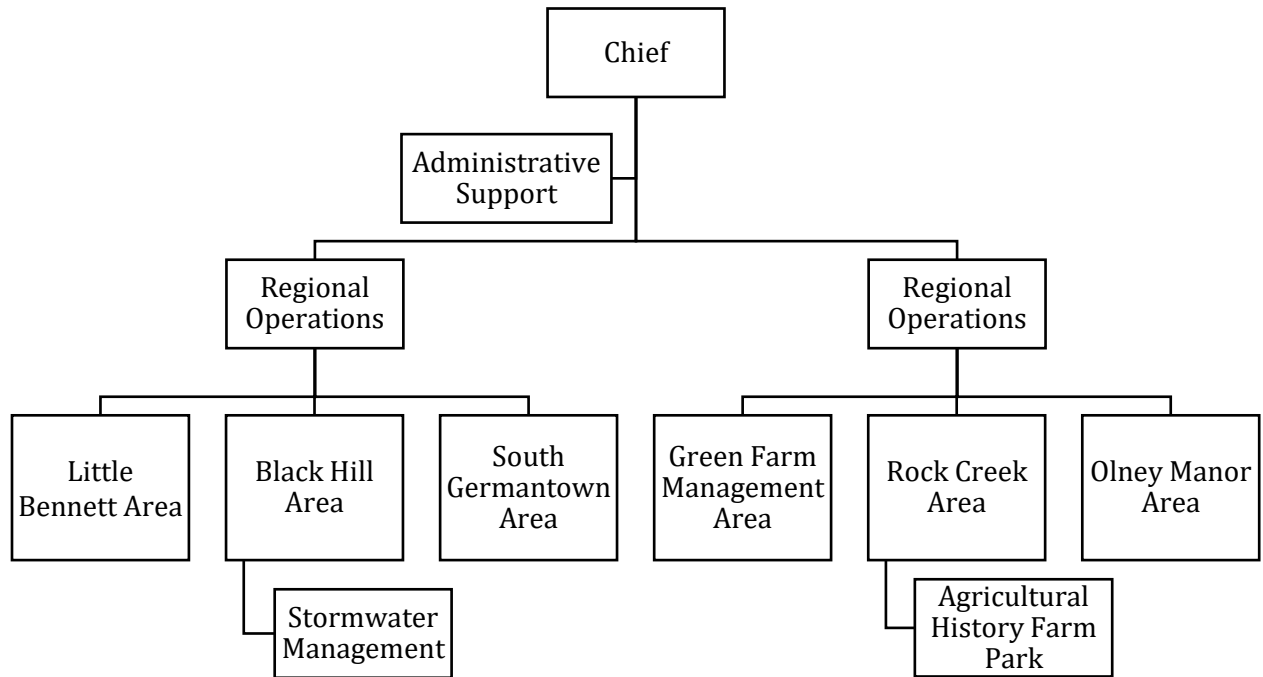 Chief
Administrative
Support
Regional
Operations
Regional
Operations
Little
Bennett Area
Black Hill
Area
South
Germantown
Area
Green Farm
Management
Area
Rock Creek
Area
Olney Manor
Area
Stormwater
Management
Agricultural
History Farm
Park